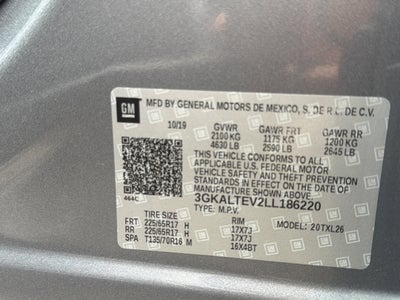 GM MFD BY GENERAL MOTORS DE MEXICO, S. DE R.L. DE C.V.
10/19 GVWR GAWR FRT GAWR RR
2100 KG 1175 KG 1200 KG
4630 LB 2590 LB 2645 LB
THIS VEHICLE CONFORMS TO ALL APPLICABLE U.S. FEDERAL MOTOR VEHICLE SAFETY, BUMPER, AND THEFT PREVENTION STANDARDS IN EFFECT ON THE DATE OF MANUFACTURE SHOWN ABOVE.
3GKALTEV2LL186220
TYPE: M.P.V. MODEL: 20TXL26
464C
TIRE SIZE RIM
FRT 225/65R17 H 17X7J
RR 225/65R17 H 17X7J
SP T135/70R16 M 16X4BT